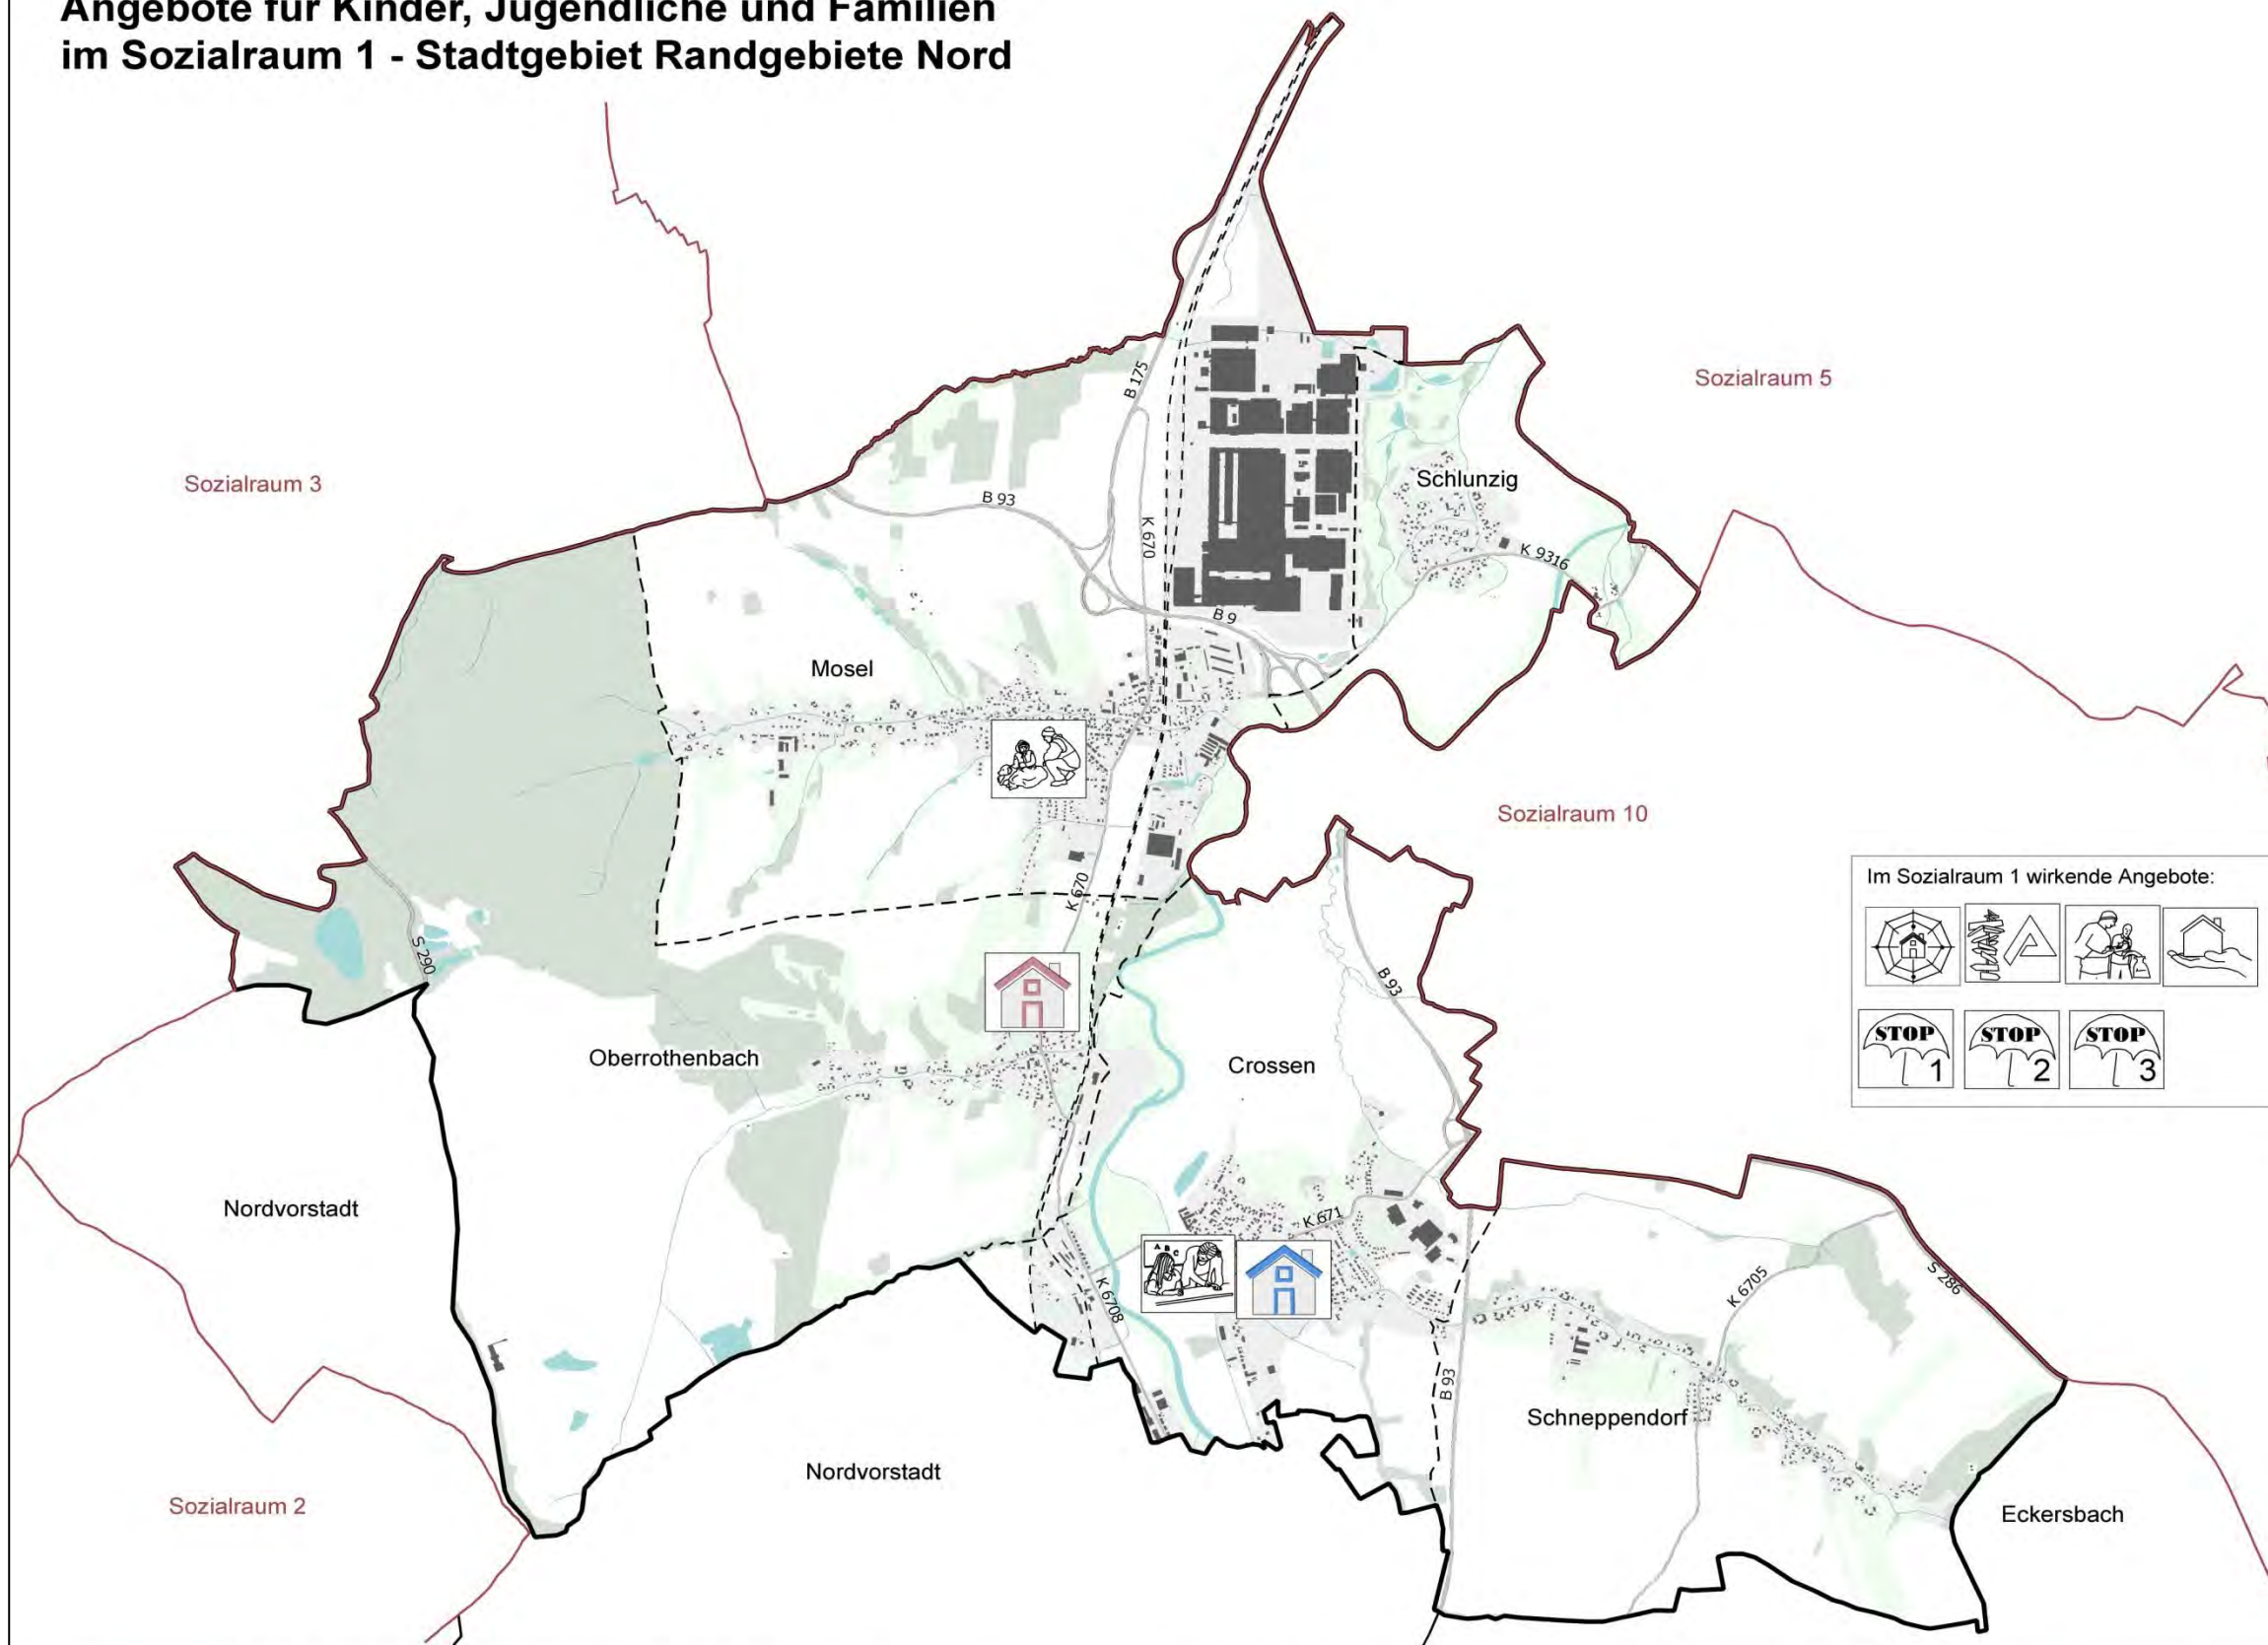 Angebote für Kinder, Jugendliche und Familien
im Sozialraum 1 - Stadtgebiet Randgebiete Nord
Sozialraum 5
B 175
Sozialraum 3
Schlunzig
B 93
K 670
K 9316
B 9
Mosel
Sozialraum 10
Im Sozialraum 1 wirkende Angebote:
K 670
S 290
B 93
STOP
1
STOP
2
STOP
3
Oberrothenbach
Crossen
Nordvorstadt
K 671
A B C
K 6708
K 6705
S 286
B 93
Schneppendorf
Nordvorstadt
Sozialraum 2
Eckersbach